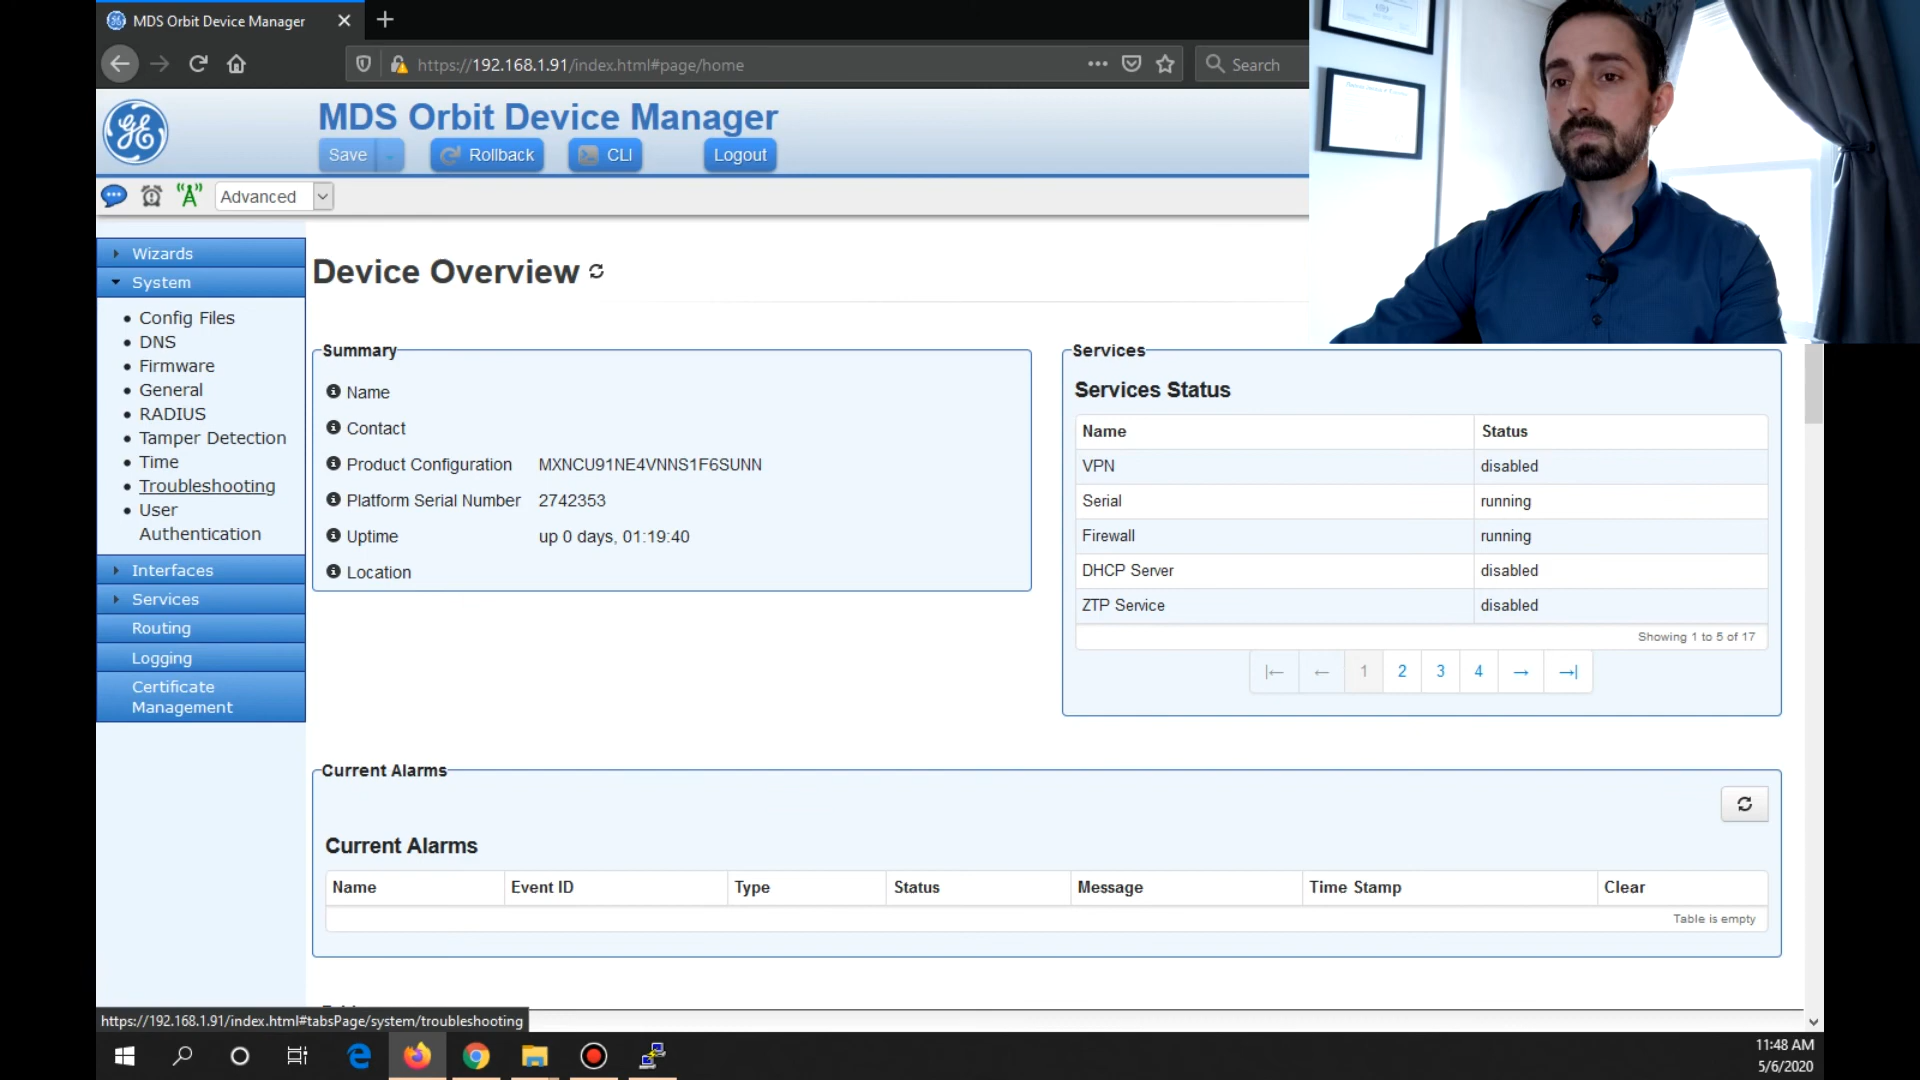 MDS Orbit Device Manager
https://192.168.1.91/index.html#page/home
Search
MDS Orbit Device Manager
Save
Rollback
CLI
Logout
Advanced
Wizards
System
Config Files
DNS
Firmware
General
RADIUS
Tamper Detection
Time
Troubleshooting
User
Authentication
Interfaces
Services
Routing
Logging
Certificate
Management
Device Overview
Summary
Name
Contact
Product Configuration MXNCU91NE4VNNS1F6SUNN
Platform Serial Number 2742353
Uptime up 0 days, 01:19:40
Location
Services
Services Status
Name Status
VPN disabled
Serial running
Firewall running
DHCP Server disabled
ZTP Service disabled
Showing 1 to 5 of 17
|← ← 1 2 3 4 → →|
Current Alarms
Current Alarms
Name Event ID Type Status Message Time Stamp Clear
Table is empty
https://192.168.1.91/index.html#tabsPage/system/troubleshooting
11:48 AM
5/6/2020